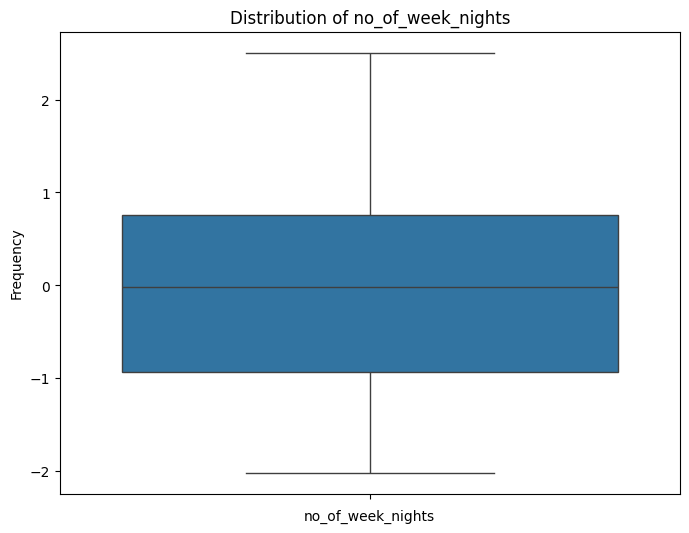 Distribution of no_of_week_nights
Frequency
2
1
0
−1
−2
no_of_week_nights